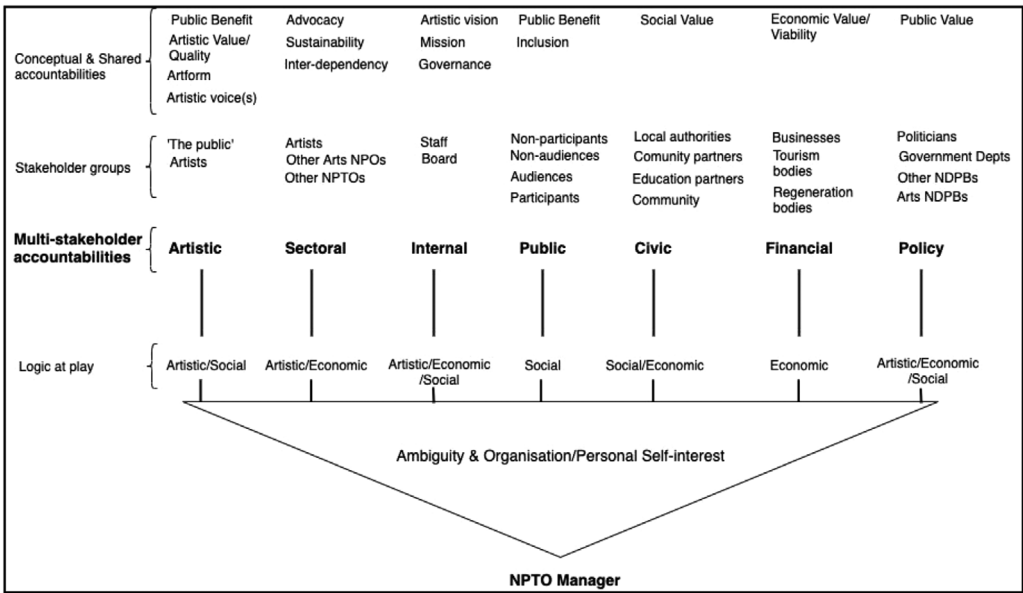 Conceptual & Shared
accountabilities
Public Benefit
Artistic Value/
Quality
Artform
Artistic voice(s)
Advocacy
Sustainability
Inter-dependency
Artistic vision
Mission
Governance
Public Benefit
Inclusion
Social Value
Economic Value/
Viability
Public Value
Stakeholder groups
'The public'
Artists
Artists
Other Arts NPOs
Other NPTOs
Staff
Board
Non-participants
Non-audiences
Audiences
Participants
Local authorities
Comunity partners
Education partners
Community
Businesses
Tourism
bodies
Regeneration
bodies
Politicians
Government Depts
Other NDPBs
Arts NDPBs
Multi-stakeholder
accountabilities
Artistic
Sectoral
Internal
Public
Civic
Financial
Policy
Logic at play
Artistic/Social
Artistic/Economic
Artistic/Economic
/Social
Social
Social/Economic
Economic
Artistic/Economic
/Social
Ambiguity & Organisation/Personal Self-interest
NPTO Manager